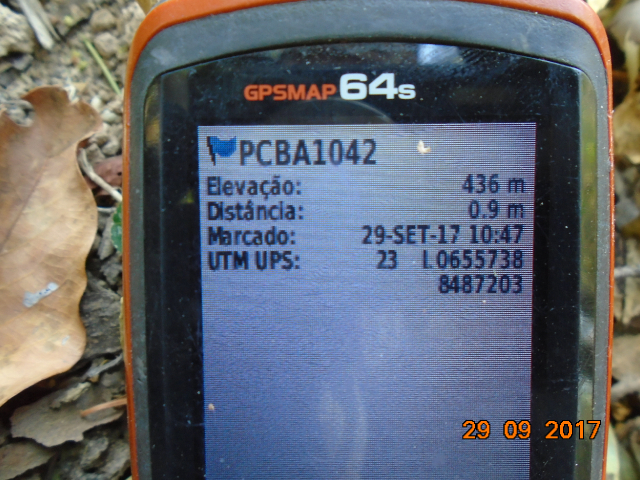 GPSMAP 64s
PCBA1042
Elevação: 436 m
Distância: 0.9 m
Marcado: 29-SET-17 10:47
UTM UPS: 23 L0655738
8487203
29 09 2017